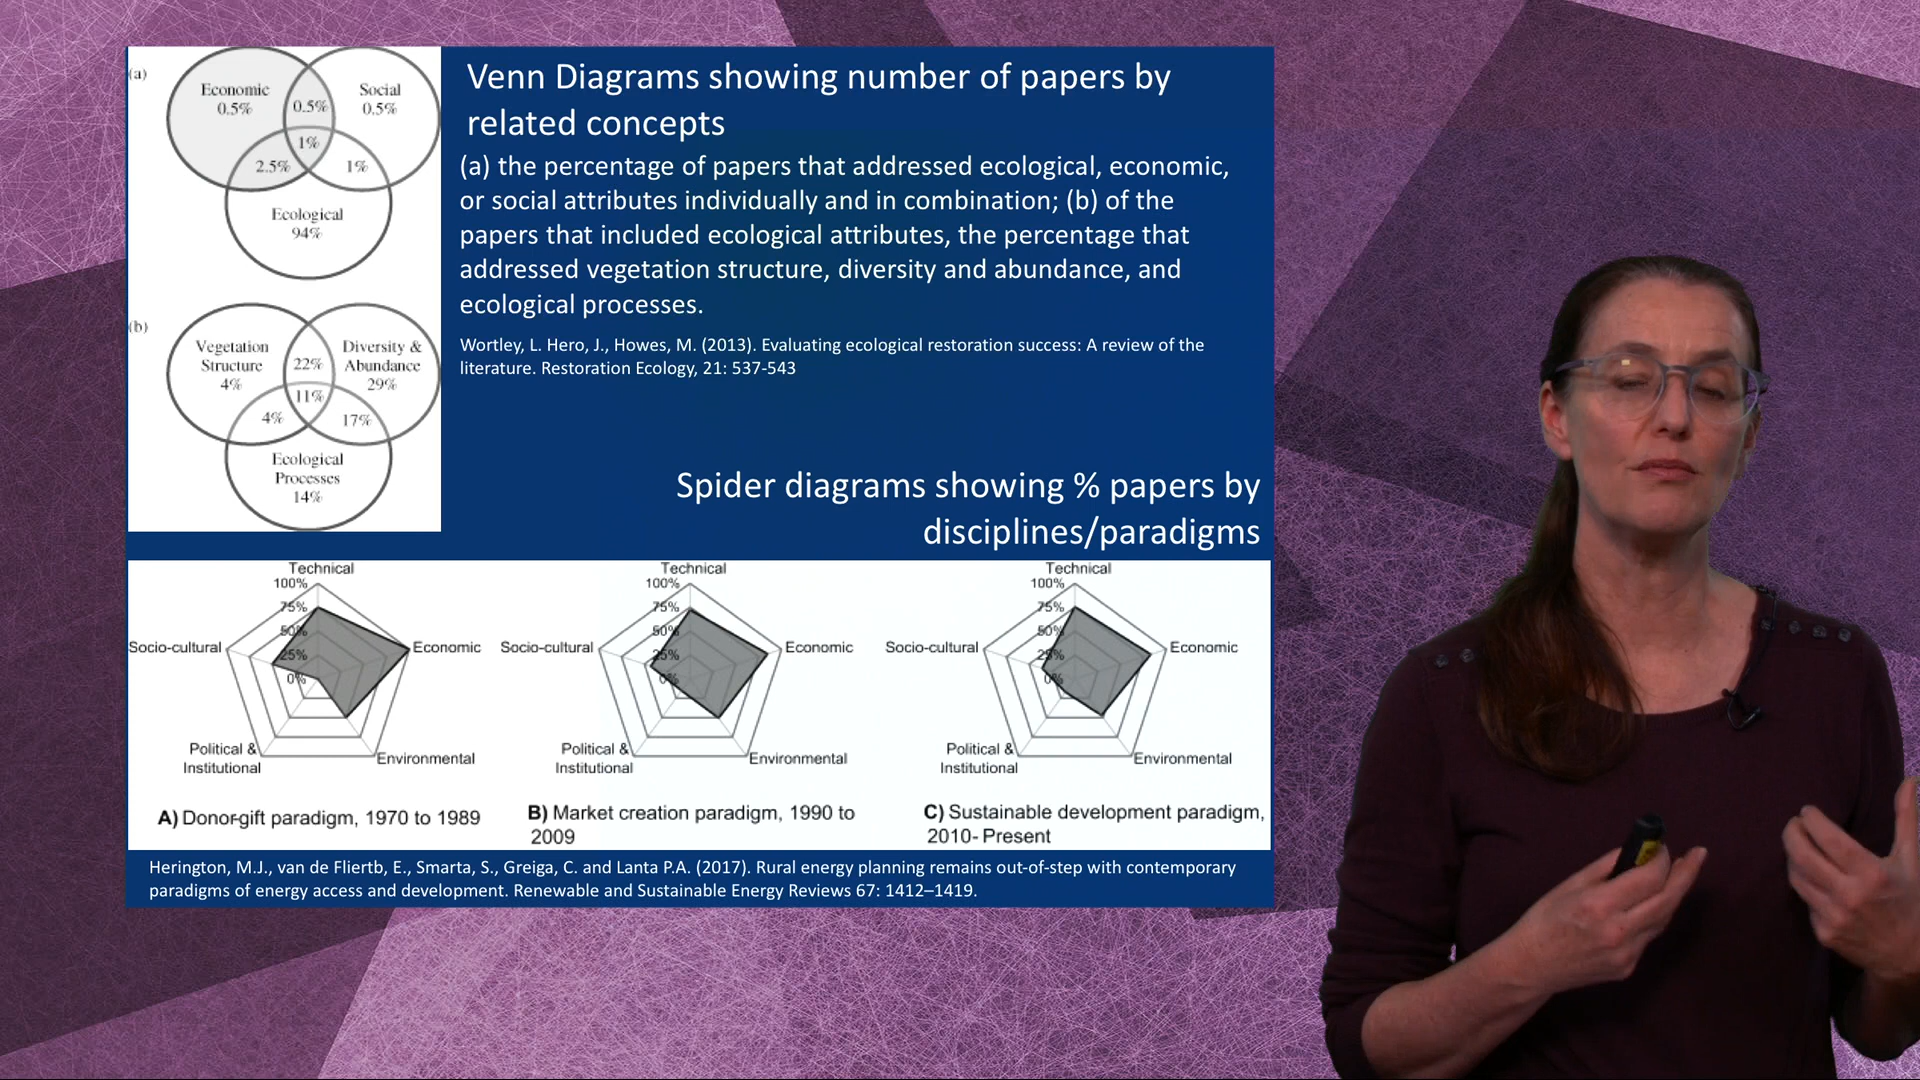 (a)
Economic
0.5%
0.5%
Social
0.5%
1%
2.5%
1%
Ecological
94%
(b)
Vegetation
Structure
4%
22%
Diversity &
Abundance
29%
11%
4%
17%
Ecological
Processes
14%
Venn Diagrams showing number of papers by
related concepts
(a) the percentage of papers that addressed ecological, economic,
or social attributes individually and in combination; (b) of the
papers that included ecological attributes, the percentage that
addressed vegetation structure, diversity and abundance, and
ecological processes.
Wortley, L. Hero, J., Howes, M. (2013). Evaluating ecological restoration success: A review of the
literature. Restoration Ecology, 21: 537-543
Spider diagrams showing % papers by
disciplines/paradigms
Technical
100%
75%
50%
25%
0%
Socio-cultural
Economic
Political &
Institutional
Environmental
A) Donor-gift paradigm, 1970 to 1989
Technical
100%
75%
50%
25%
0%
Socio-cultural
Economic
Political &
Institutional
Environmental
B) Market creation paradigm, 1990 to
2009
Technical
100%
75%
50%
25%
0%
Socio-cultural
Economic
Political &
Institutional
Environmental
C) Sustainable development paradigm,
2010- Present
Herington, M.J., van de Fliertb, E., Smarta, S., Greiga, C. and Lanta P.A. (2017). Rural energy planning remains out-of-step with contemporary
paradigms of energy access and development. Renewable and Sustainable Energy Reviews 67: 1412–1419.